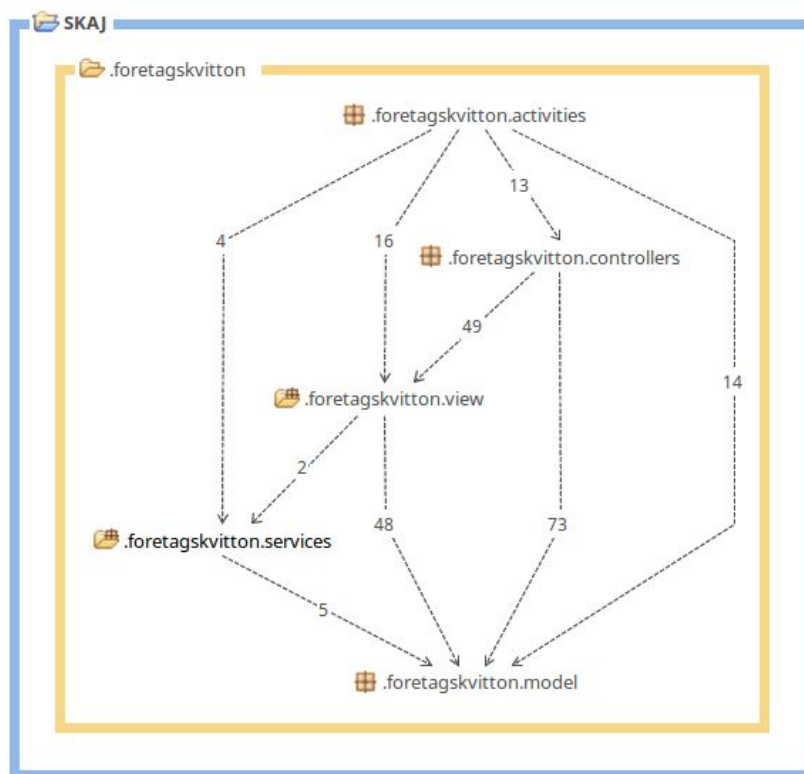 SKAJ
.foretagskvitton
.foretagskvitton.activities
13
4
16
.foretagskvitton.controllers
49
14
.foretagskvitton.view
2
48
73
.foretagskvitton.services
5
.foretagskvitton.model